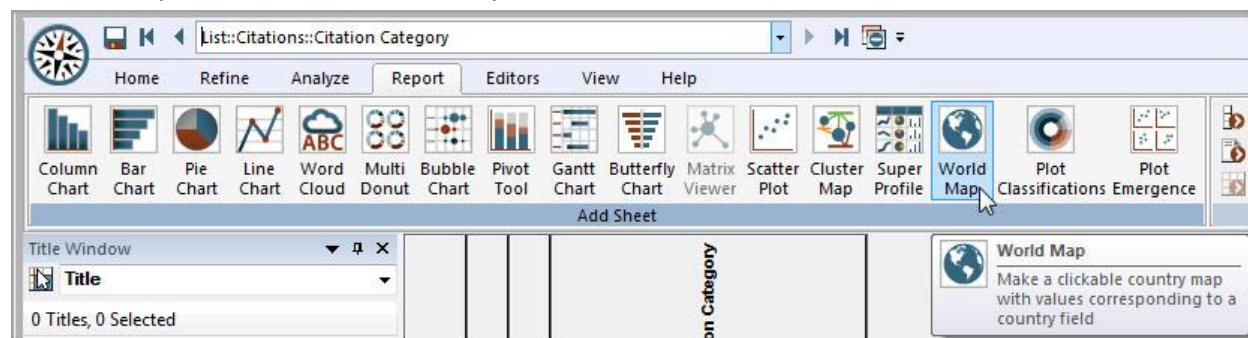 List::Citations::Citation Category
Home Refine Analyze Report Editors View Help
ABC
Column Chart
Bar Chart
Pie Chart
Line Chart
Word Cloud
Multi Donut
Bubble Chart
Pivot Tool
Gantt Chart
Butterfly Chart
Matrix Viewer
Scatter Plot
Cluster Map
Super Profile
World Map
Plot Classifications
Plot Emergence
Add Sheet
Title Window
Title
0 Titles, 0 Selected
Category
World Map
Make a clickable country map
with values corresponding to a
country field